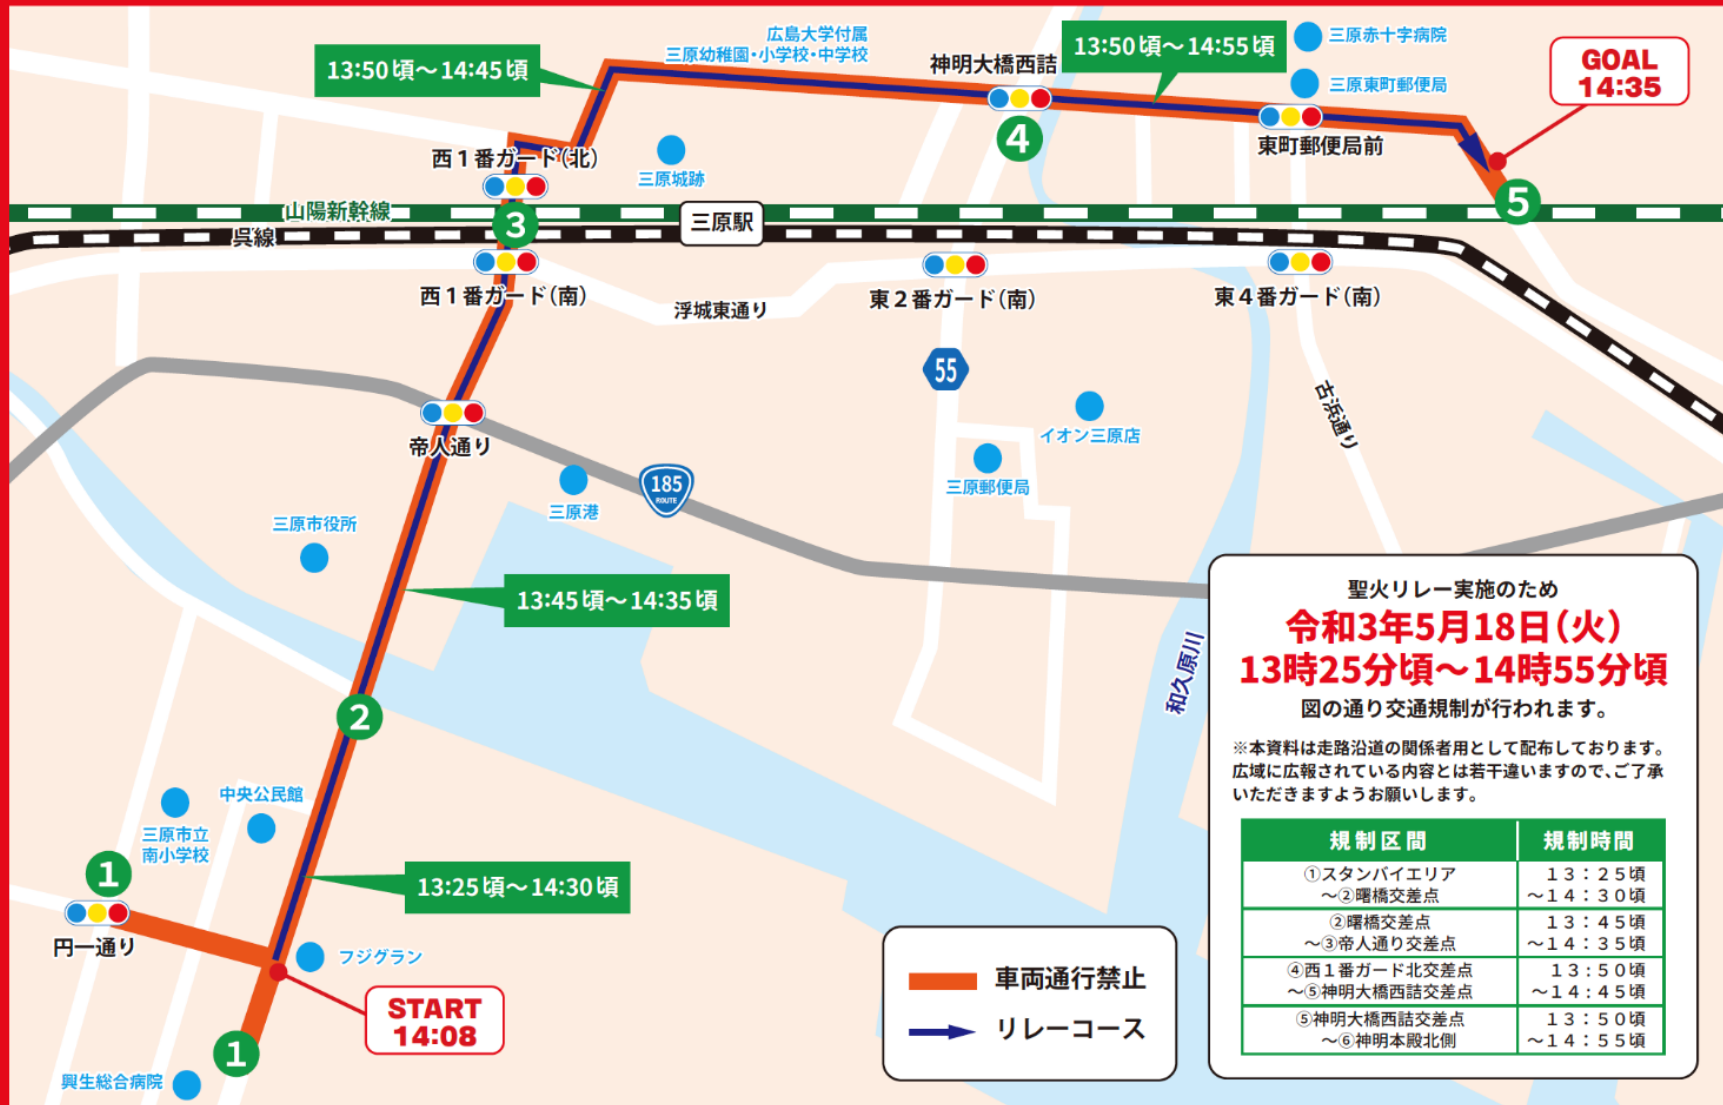 広島大学付属
三原幼稚園・小学校・中学校
13:50頃～14:45頃
神明大橋西詰
13:50頃～14:55頃
三原赤十字病院
三原東町郵便局
GOAL
14:35
4
東町郵便局前
西1番ガード(北)
三原城跡
山陽新幹線
呉線
3
三原駅
5
西1番ガード(南)
浮城東通り
東2番ガード(南)
東4番ガード(南)
55
古浜通り
イオン三原店
三原郵便局
帝人通り
185
ROUTE
三原港
三原市役所
13:45頃～14:35頃
和久原川
2
中央公民館
三原市立
南小学校
1
円一通り
13:25頃～14:30頃
フジグラン
START
14:08
1
興生総合病院
車両通行禁止
リレーコース
聖火リレー実施のため
令和3年5月18日(火)
13時25分頃～14時55分頃
図の通り交通規制が行われます。
※本資料は走路沿道の関係者用として配布しております。
広域に広報されている内容とは若干違いますので、ご了承
いただきますようお願いします。
規制区間 規制時間
①スタンバイエリア 13：25頃
～②曙橋交差点 ～14：30頃
②曙橋交差点 13：45頃
～③帝人通り交差点 ～14：35頃
④西1番ガード北交差点 13：50頃
～⑤神明大橋西詰交差点 ～14：45頃
⑤神明大橋西詰交差点 13：50頃
～⑥神明本殿北側 ～14：55頃